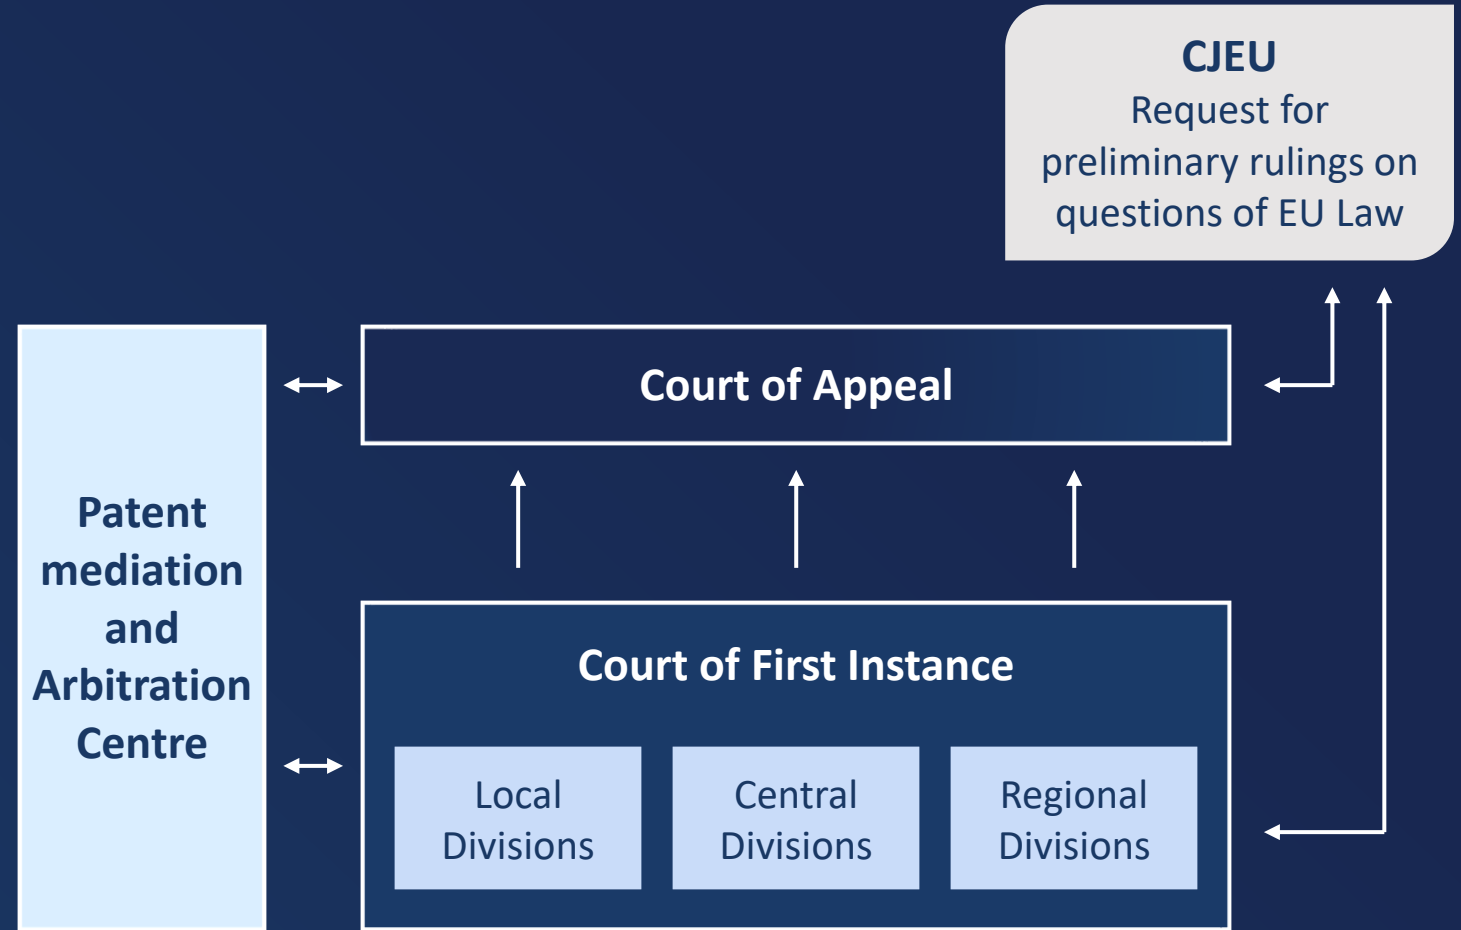 CJEU
Request for
preliminary rulings on
questions of EU Law
Court of Appeal
Patent
mediation
and
Arbitration
Centre
Court of First Instance
Local
Divisions
Central
Divisions
Regional
Divisions